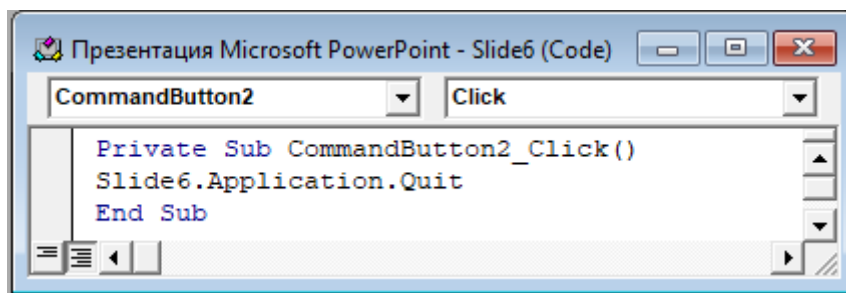 Презентация Microsoft PowerPoint - Slide6 (Code)
CommandButton2 Click
Private Sub CommandButton2_Click()
Slide6.Application.Quit
End Sub